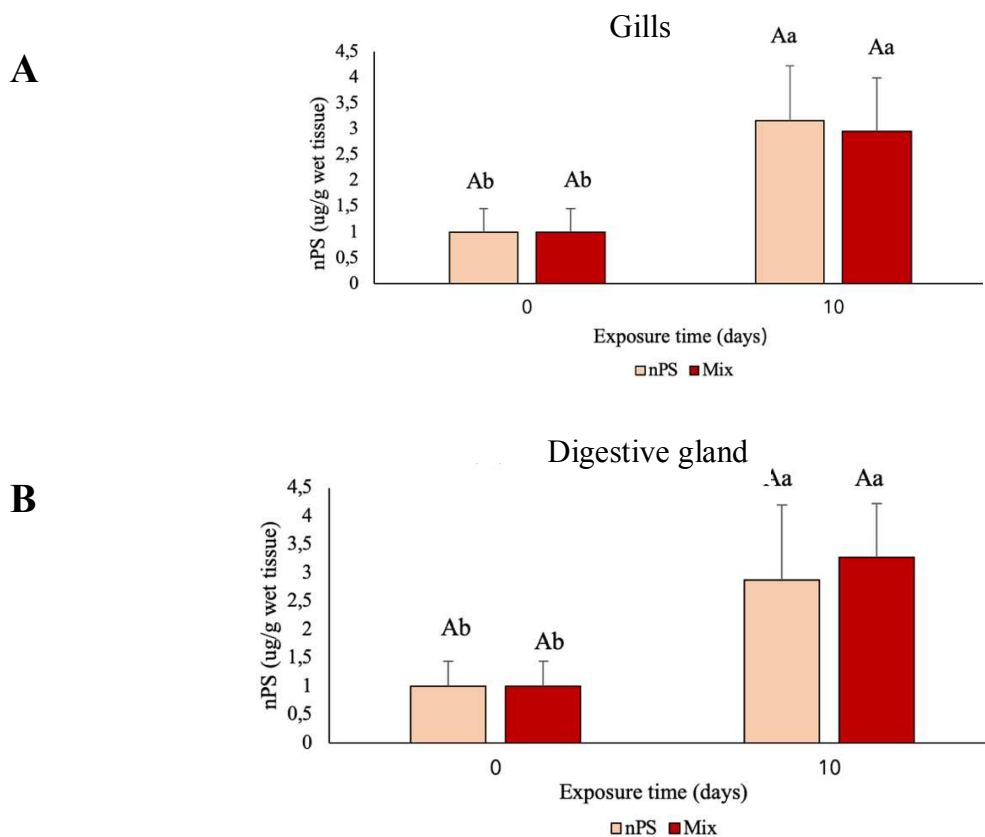 Gills
A
Aa Aa
4,5
4
3,5
3
2,5
2
1,5
1
0,5
0
nPS (ug/g wet tissue)
Ab Ab
0 10
Exposure time (days)
nPS Mix
Digestive gland
B
Aa Aa
4,5
4
3,5
3
2,5
2
1,5
1
0,5
0
nPS (ug/g wet tissue)
Ab Ab
0 10
Exposure time (days)
nPS Mix